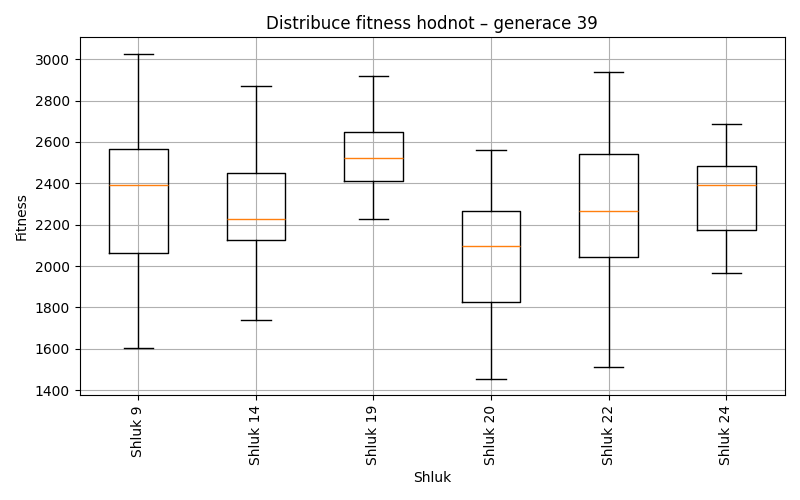 Distribuce fitness hodnot – generace 39
Fitness
3000
2800
2600
2400
2200
2000
1800
1600
1400
Shluk 9
Shluk 14
Shluk 19
Shluk 20
Shluk 22
Shluk 24
Shluk